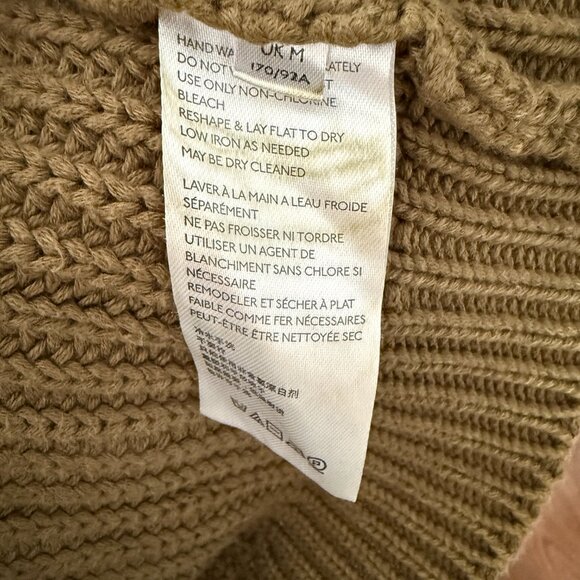 UK M
170/92A
HAND
DO NOT
USE ONLY NON-CHLORINE
BLEACH
RESHAPE & LAY FLAT TO DRY
LOW IRON AS NEEDED
MAY BE DRY CLEANED
LAVER À LA MAIN A LEAU FROIDE
SÉPARÉMENT
NE PAS FROISSER NI TORDRE
UTILISER UN AGENT DE
BLANCHIMENT SANS CHLORE SI
NÉCESSAIRE
REMODELER ET SÉCHER À PLAT
FAIBLE COMME FER NÉCESSAIRES
PEUT-ÊTRE ÊTRE NETTOYÉE SEC